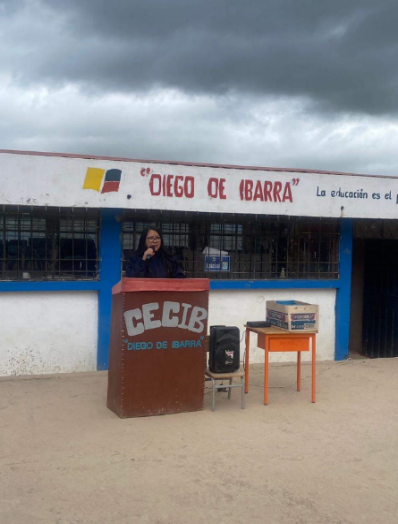 "DIEGO DE IBARRA"
La educación es el
CECIB
"DIEGO DE IBARRA"